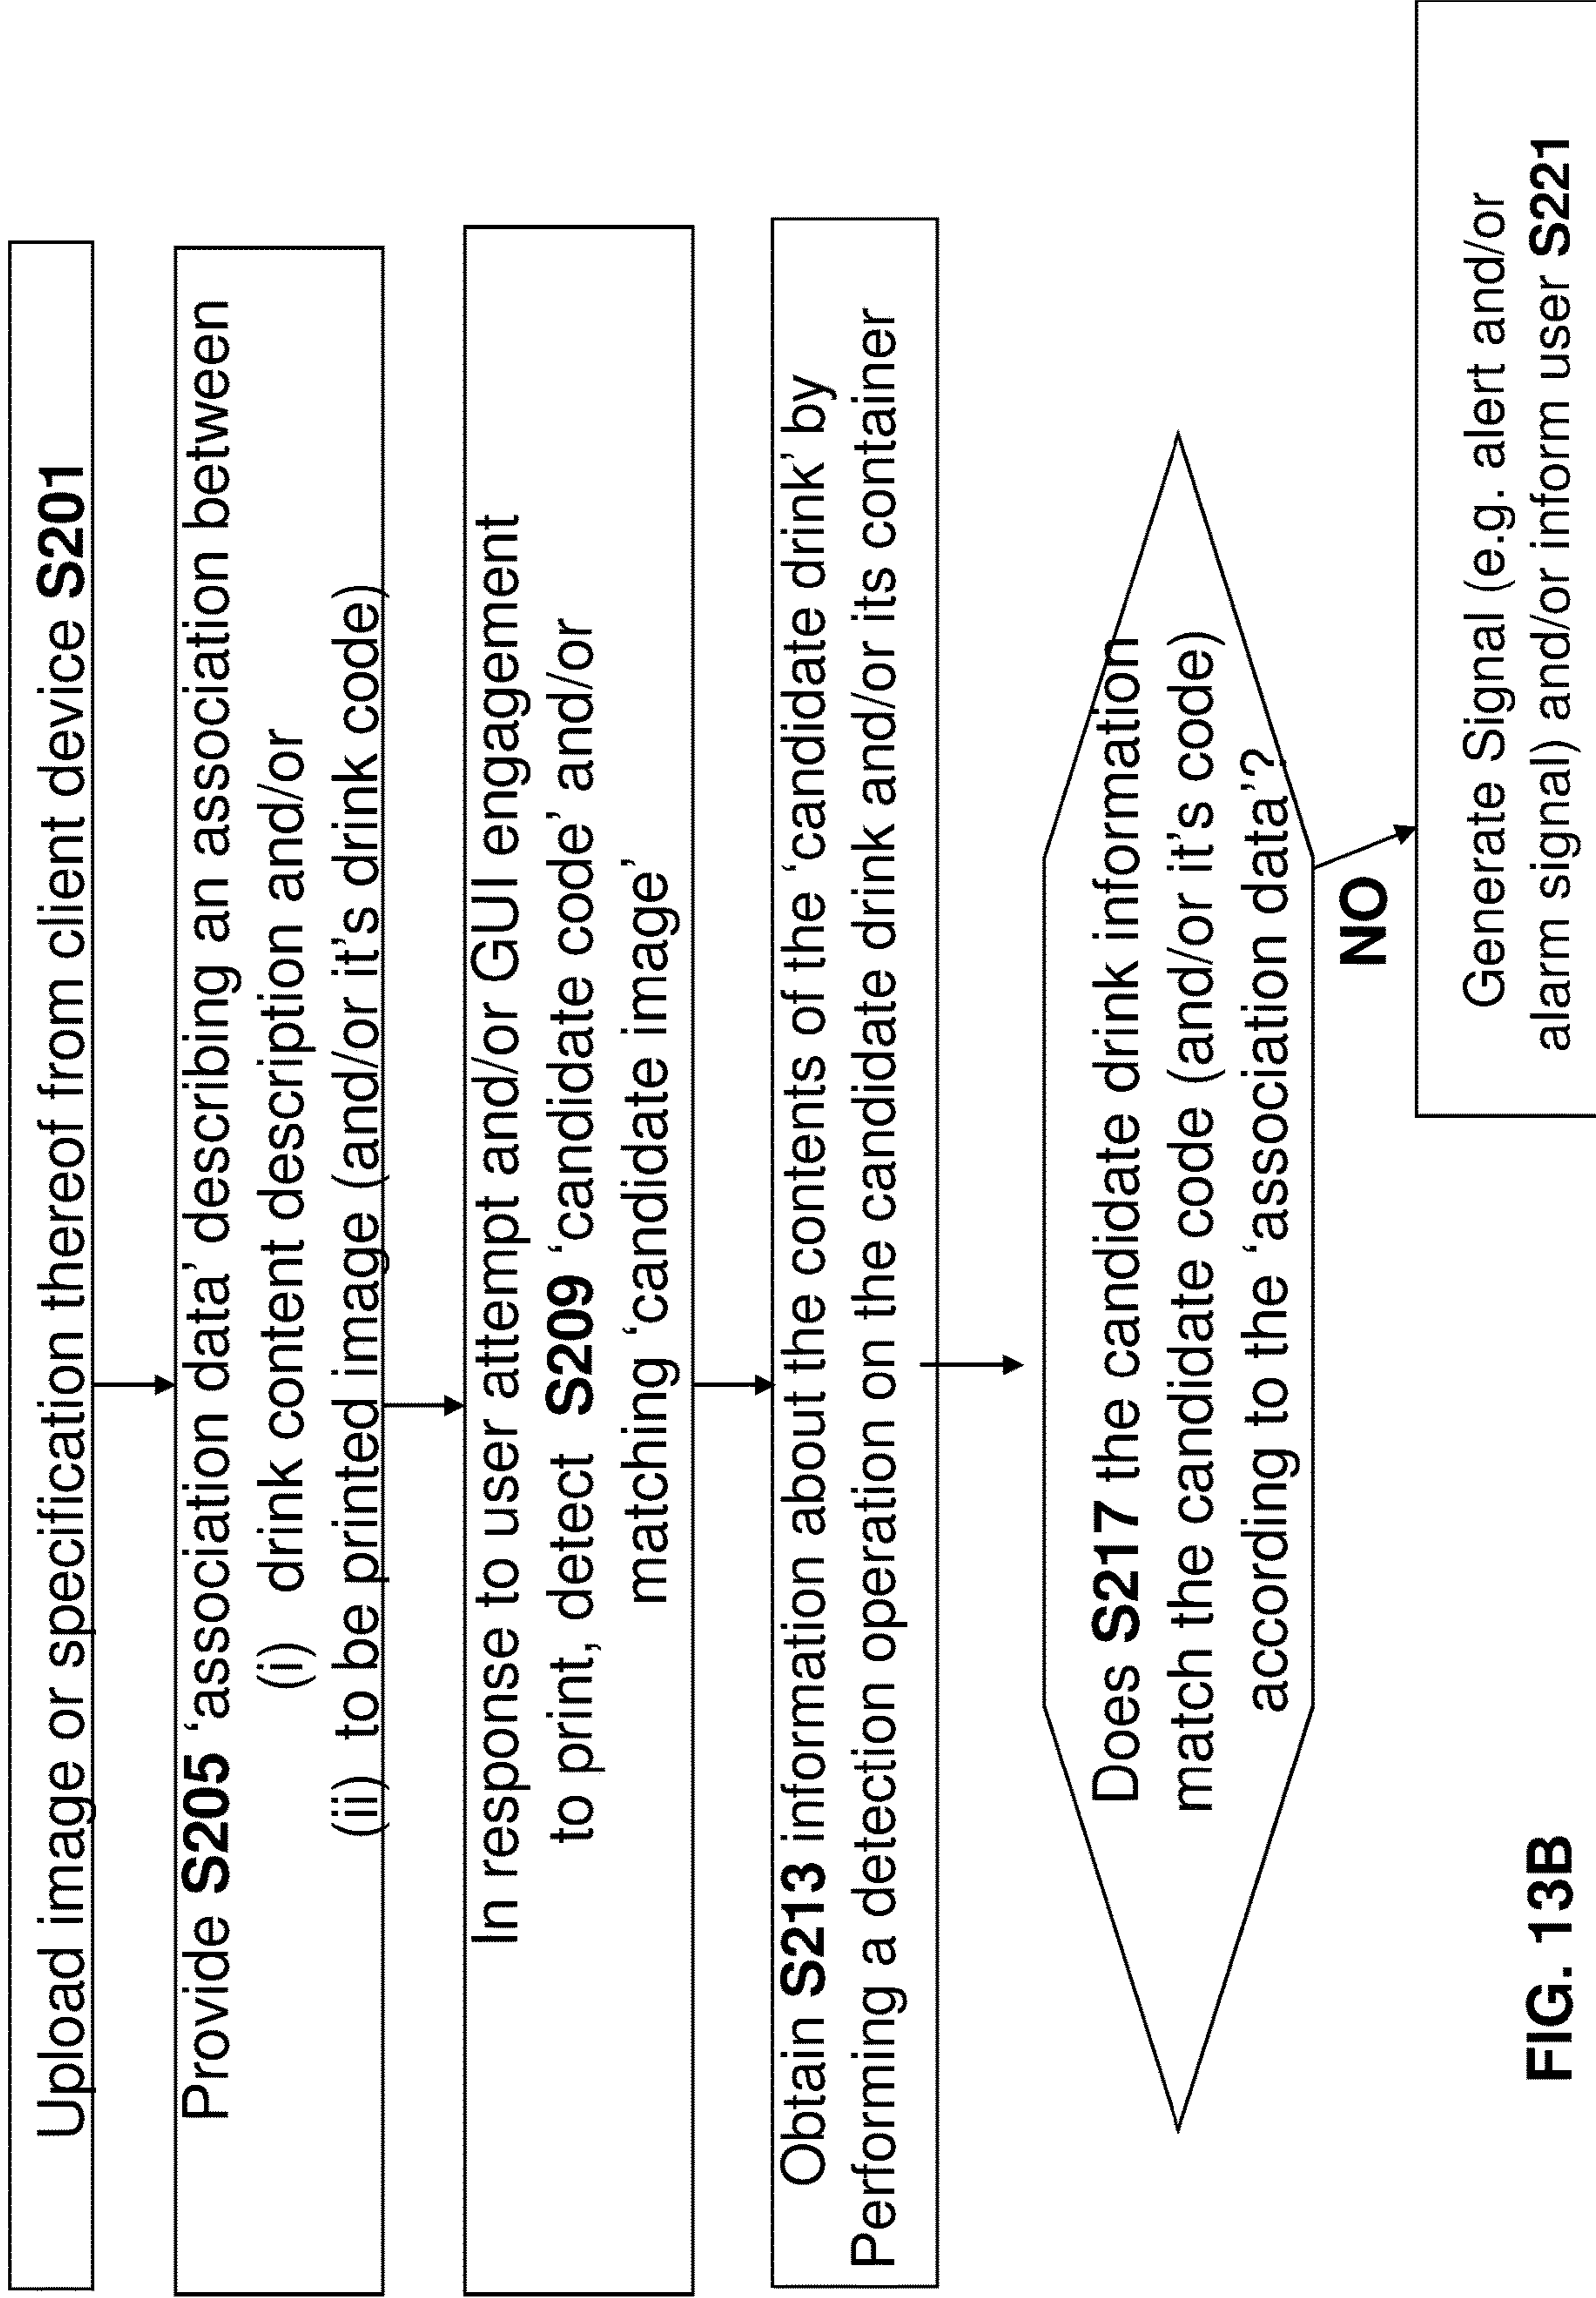 Upload image or specification thereof from client device S201
Provide S205 ‘association data’ describing an association between
(i) drink content description and/or
(ii) to be printed image (and/or it’s drink code)
In response to user attempt and/or GUI engagement
to print, detect S209 ‘candidate code’ and/or
matching ‘candidate image’
Obtain S213 information about the contents of the ‘candidate drink’ by
Performing a detection operation on the candidate drink and/or its container
Does S217 the candidate drink information
match the candidate code (and/or it’s code)
according to the ‘association data’?
NO
Generate Signal (e.g. alert and/or
alarm signal) and/or inform user S221
FIG. 13B